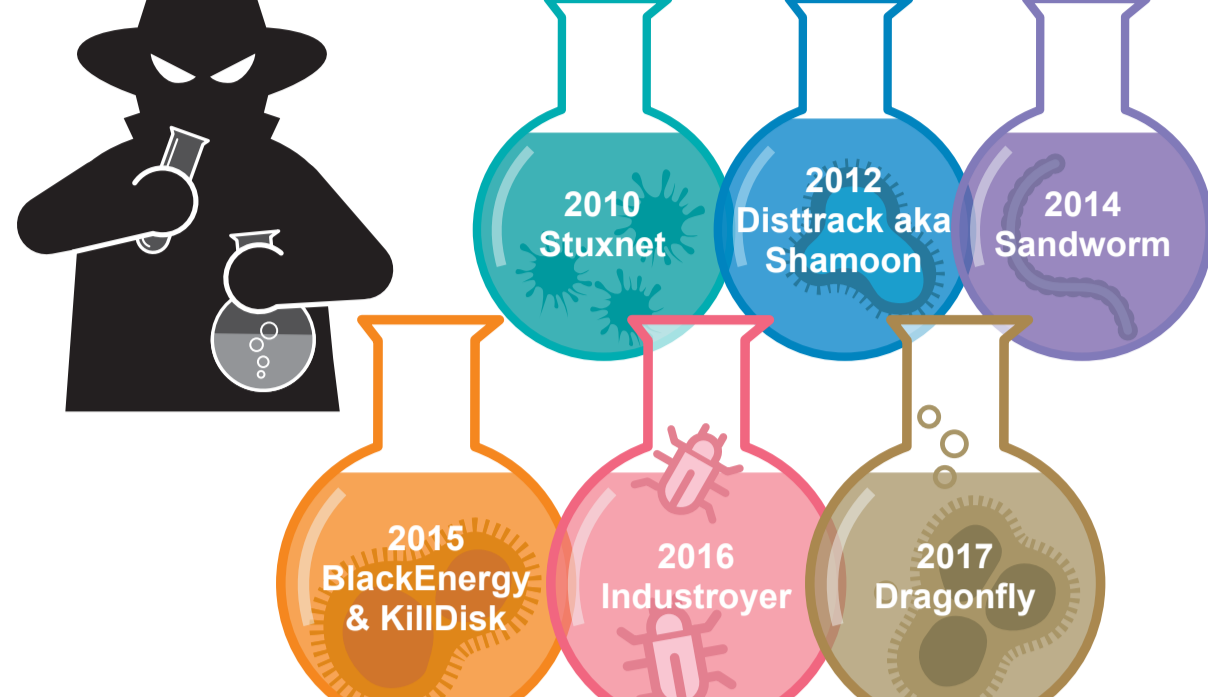 2010
Stuxnet
2012
Disttrack aka
Shamoon
2014
Sandworm
2015
BlackEnergy
& KillDisk
2016
Industroyer
2017
Dragonfly